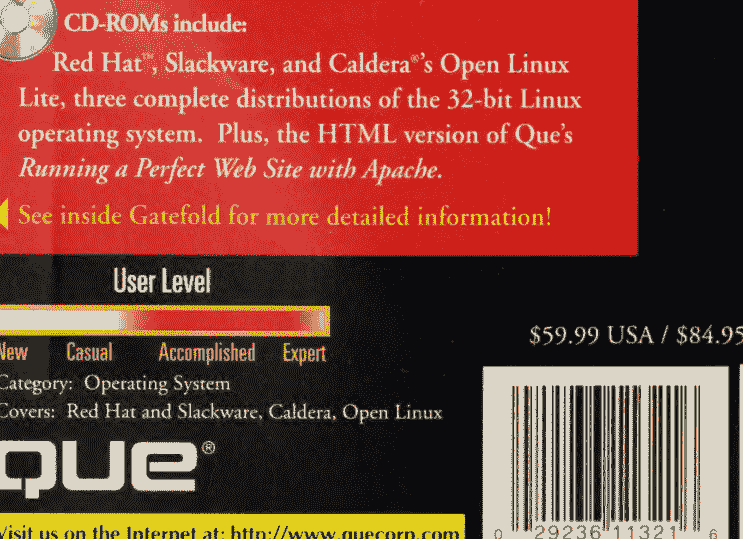 CD-ROMs include:
Red Hat™, Slackware, and Caldera®'s Open Linux
Lite, three complete distributions of the 32-bit Linux
operating system. Plus, the HTML version of Que's
Running a Perfect Web Site with Apache.
See inside Gatefold for more detailed information!
User Level
New Casual Accomplished Expert
Category: Operating System
Covers: Red Hat and Slackware, Caldera, Open Linux
$59.99 USA / $84.95
que®
Visit us on the Internet at: http://www.quecorp.com
0 29236 11321 6